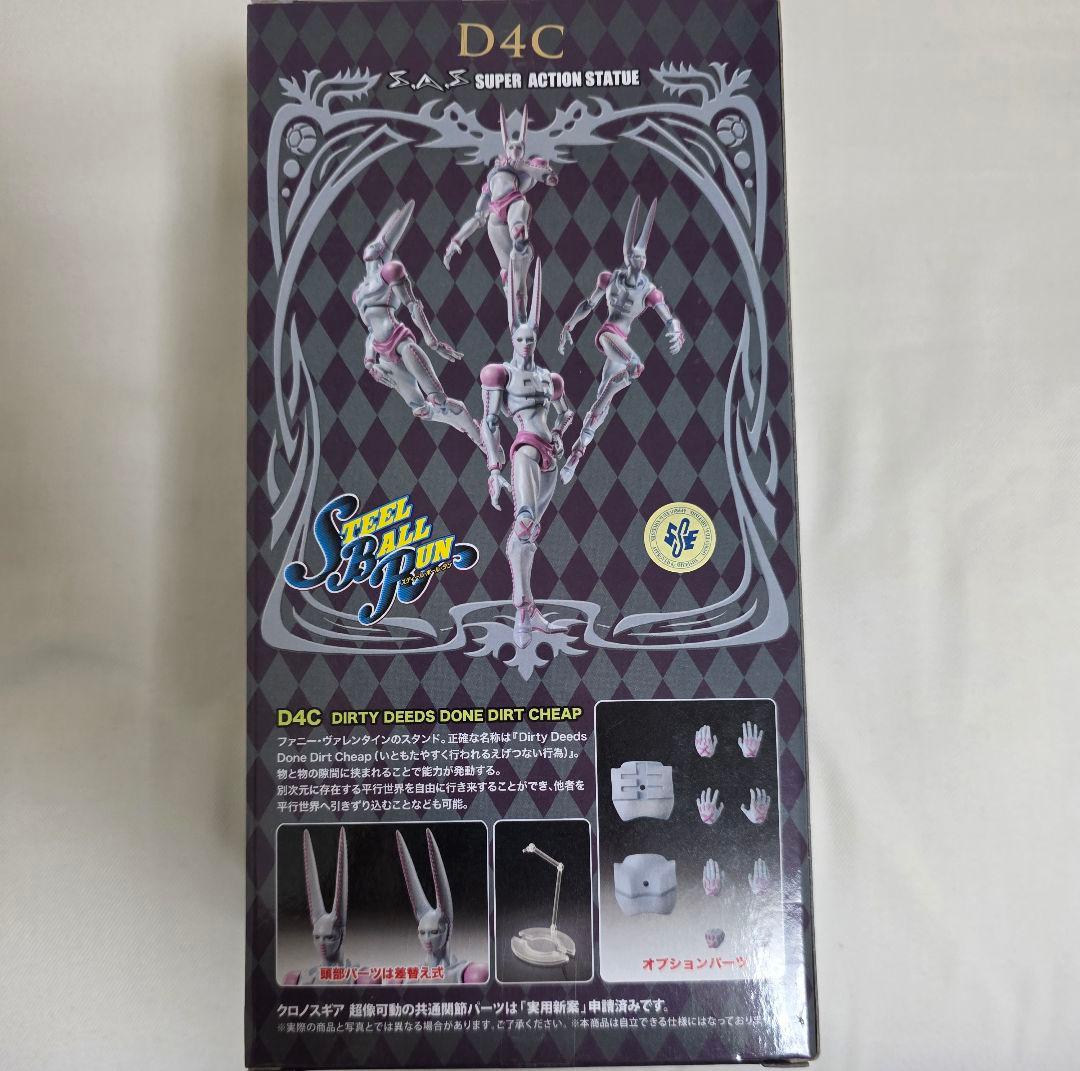 D4C
S.A.S SUPER ACTION STATUE
STEEL
BALL
RUN
スティール・ボール・ラン
D4C DIRTY DEEDS DONE DIRT CHEAP
ファニー・ヴァレンタインのスタンド。正確な名称は『Dirty Deeds
Done Dirt Cheap(いともたやすく行われるえげつない行為)』。
物と物の隙間に挟まれることで能力が発動する。
別次元に存在する平行世界を自由に行き来することができ、他者を
平行世界へ引きずり込むことなども可能。
頭部パーツは差替え式
オプションパーツ
クロノスギア 超像可動の共通関節パーツは「実用新案」申請済みです。
※実際の商品と写真とでは異なる場合があります。ご了承ください。 ※本商品は自立できる仕様にはなっておりま